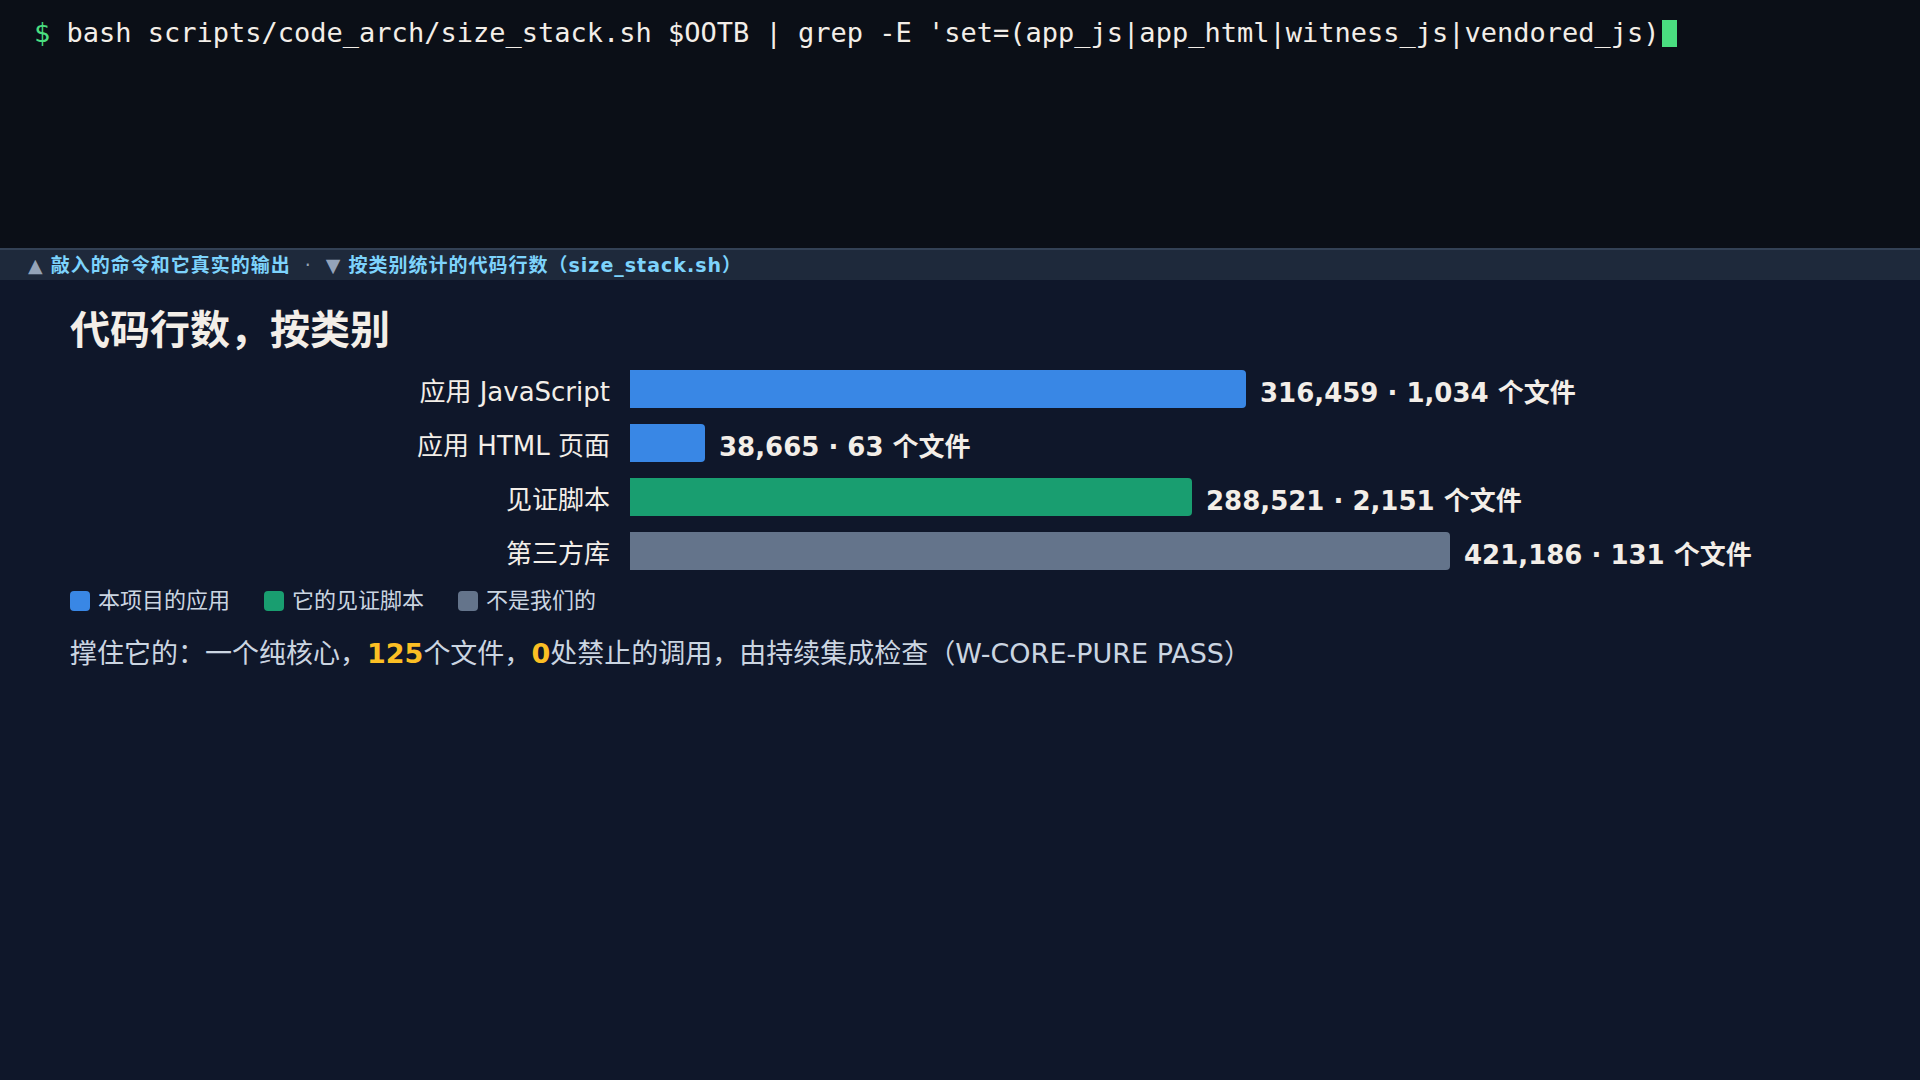 $ bash scripts/code_arch/size_stack.sh $OOTB | grep -E 'set=(app_js|app_html|witness_js|vendored_js)
▲ 敲入的命令和它真实的输出 · ▼ 按类别统计的代码行数（size_stack.sh）
代码行数，按类别
应用 JavaScript 316,459 · 1,034 个文件
应用 HTML 页面 38,665 · 63 个文件
见证脚本 288,521 · 2,151 个文件
第三方库 421,186 · 131 个文件
本项目的应用 它的见证脚本 不是我们的
撑住它的：一个纯核心，125个文件，0处禁止的调用，由持续集成检查（W-CORE-PURE PASS）